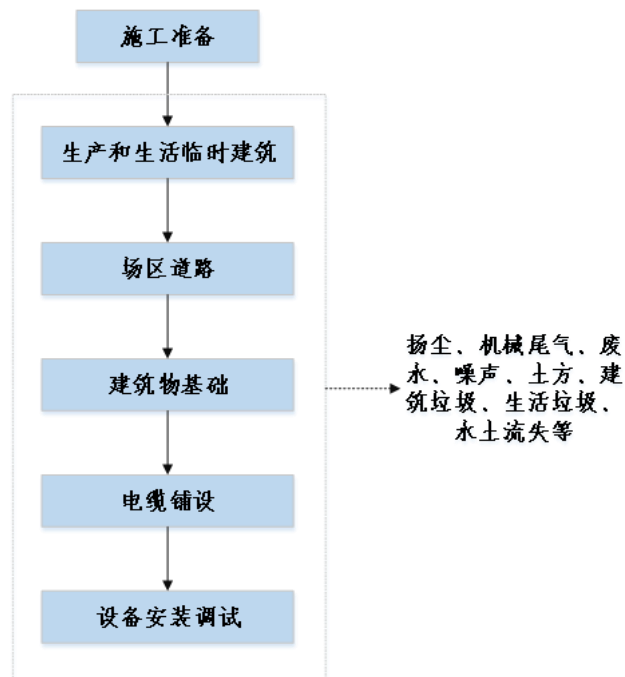 施工准备
生产和生活临时建筑
场区道路
建筑物基础
电缆铺设
设备安装调试
扬尘、机械尾气、废
水、噪声、土方、建
筑垃圾、生活垃圾、
水土流失等